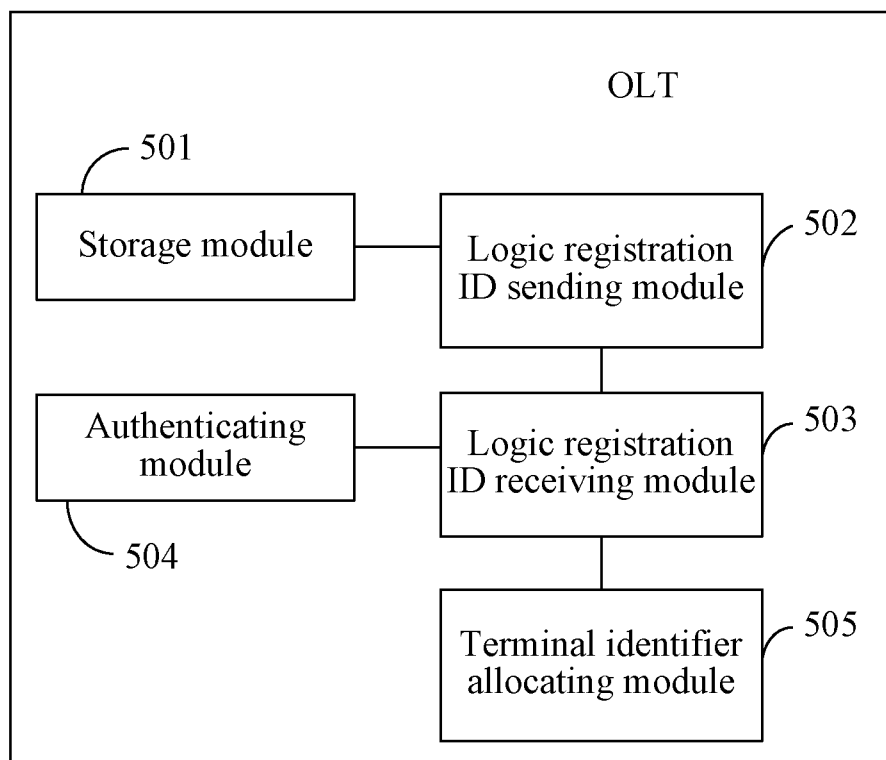 OLT
501
Storage module
Logic registration
ID sending module
502
Authenticating
module
504
Logic registration
ID receiving module
503
Terminal identifier
allocating module
505